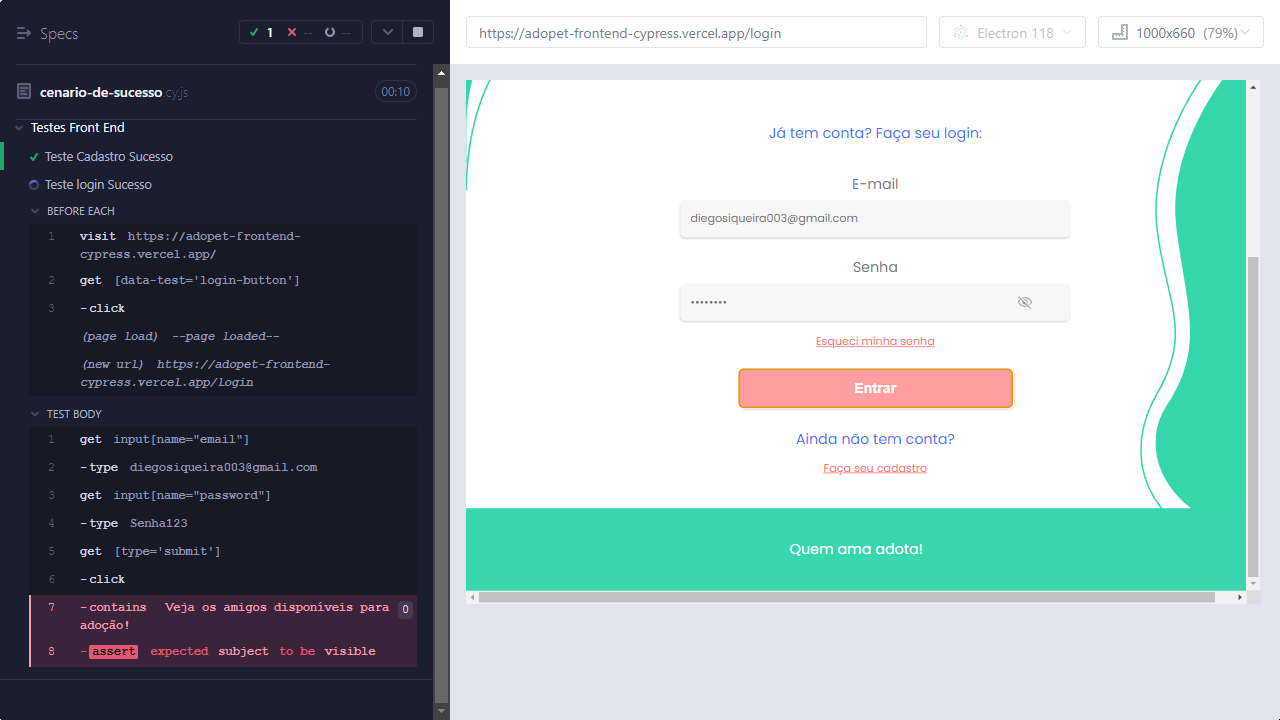 Specs
1 -- --
cenario-de-sucesso.cy.js
00:10
Testes Front End
Teste Cadastro Sucesso
Teste login Sucesso
BEFORE EACH
1 visit https://adopet-frontend-
cypress.vercel.app/
2 get [data-test='login-button']
3 -click
(page load) --page loaded--
(new url) https://adopet-frontend-
cypress.vercel.app/login
TEST BODY
1 get input[name="email"]
2 -type diegosiqueira003@gmail.com
3 get input[name="password"]
4 -type Senha123
5 get [type='submit']
6 -click
7 -contains Veja os amigos disponíveis para 0
adoção!
8 -assert expected subject to be visible
https://adopet-frontend-cypress.vercel.app/login
Electron 118
1000x660 (79%)
Já tem conta? Faça seu login:
E-mail
diegosiqueira003@gmail.com
Senha
••••••••
Esqueci minha senha
Entrar
Ainda não tem conta?
Faça seu cadastro
Quem ama adota!